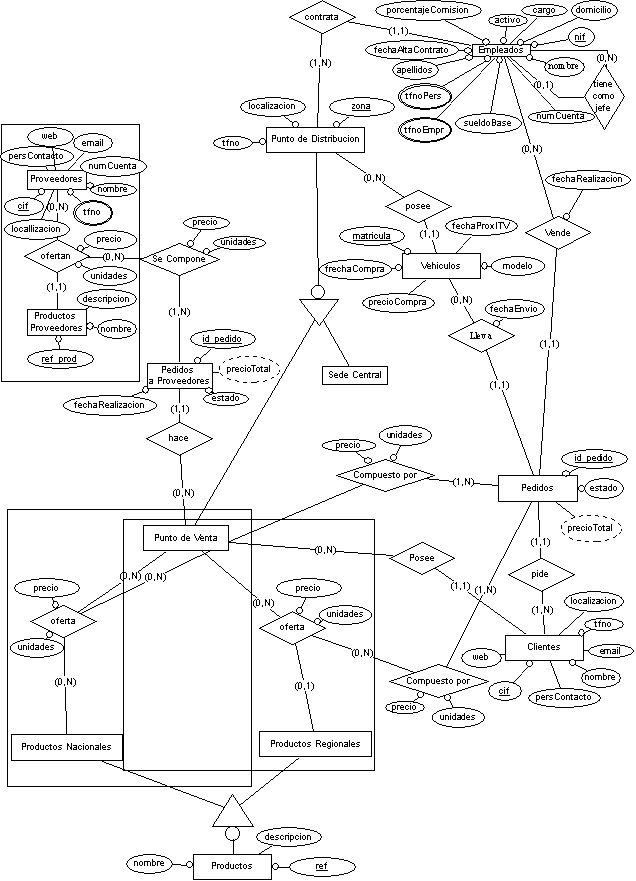 contrata
porcentajeComision
activo
cargo
domicilio
(1,1)
nif
fechaAltaContrato
Empleados
(0,N)
(1,N)
apellidos
nombre
(0,1)
tiene
como
jefe
tfnoPers
numCuenta
sueldoBase
tfnoEmpr
localizacion
zona
tfno
Punto de Distribucion
(0,N)
web
email
persContacto
numCuenta
Proveedores
nombre
cif
(0,N)
tfno
locallizacion
precio
ofertan
(0,N)
unidades
(1,1)
descripcion
Productos
Proveedores
nombre
ref_prod
precio
unidades
Se Compone
(1,N)
(0,N)
posee
(1,1)
fechaRealizacion
Vende
(1,1)
fechaProxITV
matricula
frechaCompra
Vehiculos
modelo
precioCompra
(0,N)
fechaEnvio
Lleva
(1,1)
Sede Central
id_pedido
Pedidos
a Proveedores
precioTotal
fechaRealizacion
estado
(1,1)
hace
(0,N)
precio
unidades
Compuesto por
(1,N)
id_pedido
Pedidos
estado
precioTotal
(1,1)
pide
(1,N)
Punto de Venta
(0,N)
Posee
(1,1)
(1,N)
(0,N)
(0,N)
precio
oferta
unidades
(0,N)
(0,N)
precio
unidades
oferta
(0,N)
(0,1)
Compuesto por
precio
unidades
localizacion
tfno
Clientes
email
web
nombre
cif
persContacto
Productos Nacionales
Productos Regionales
descripcion
nombre
Productos
ref